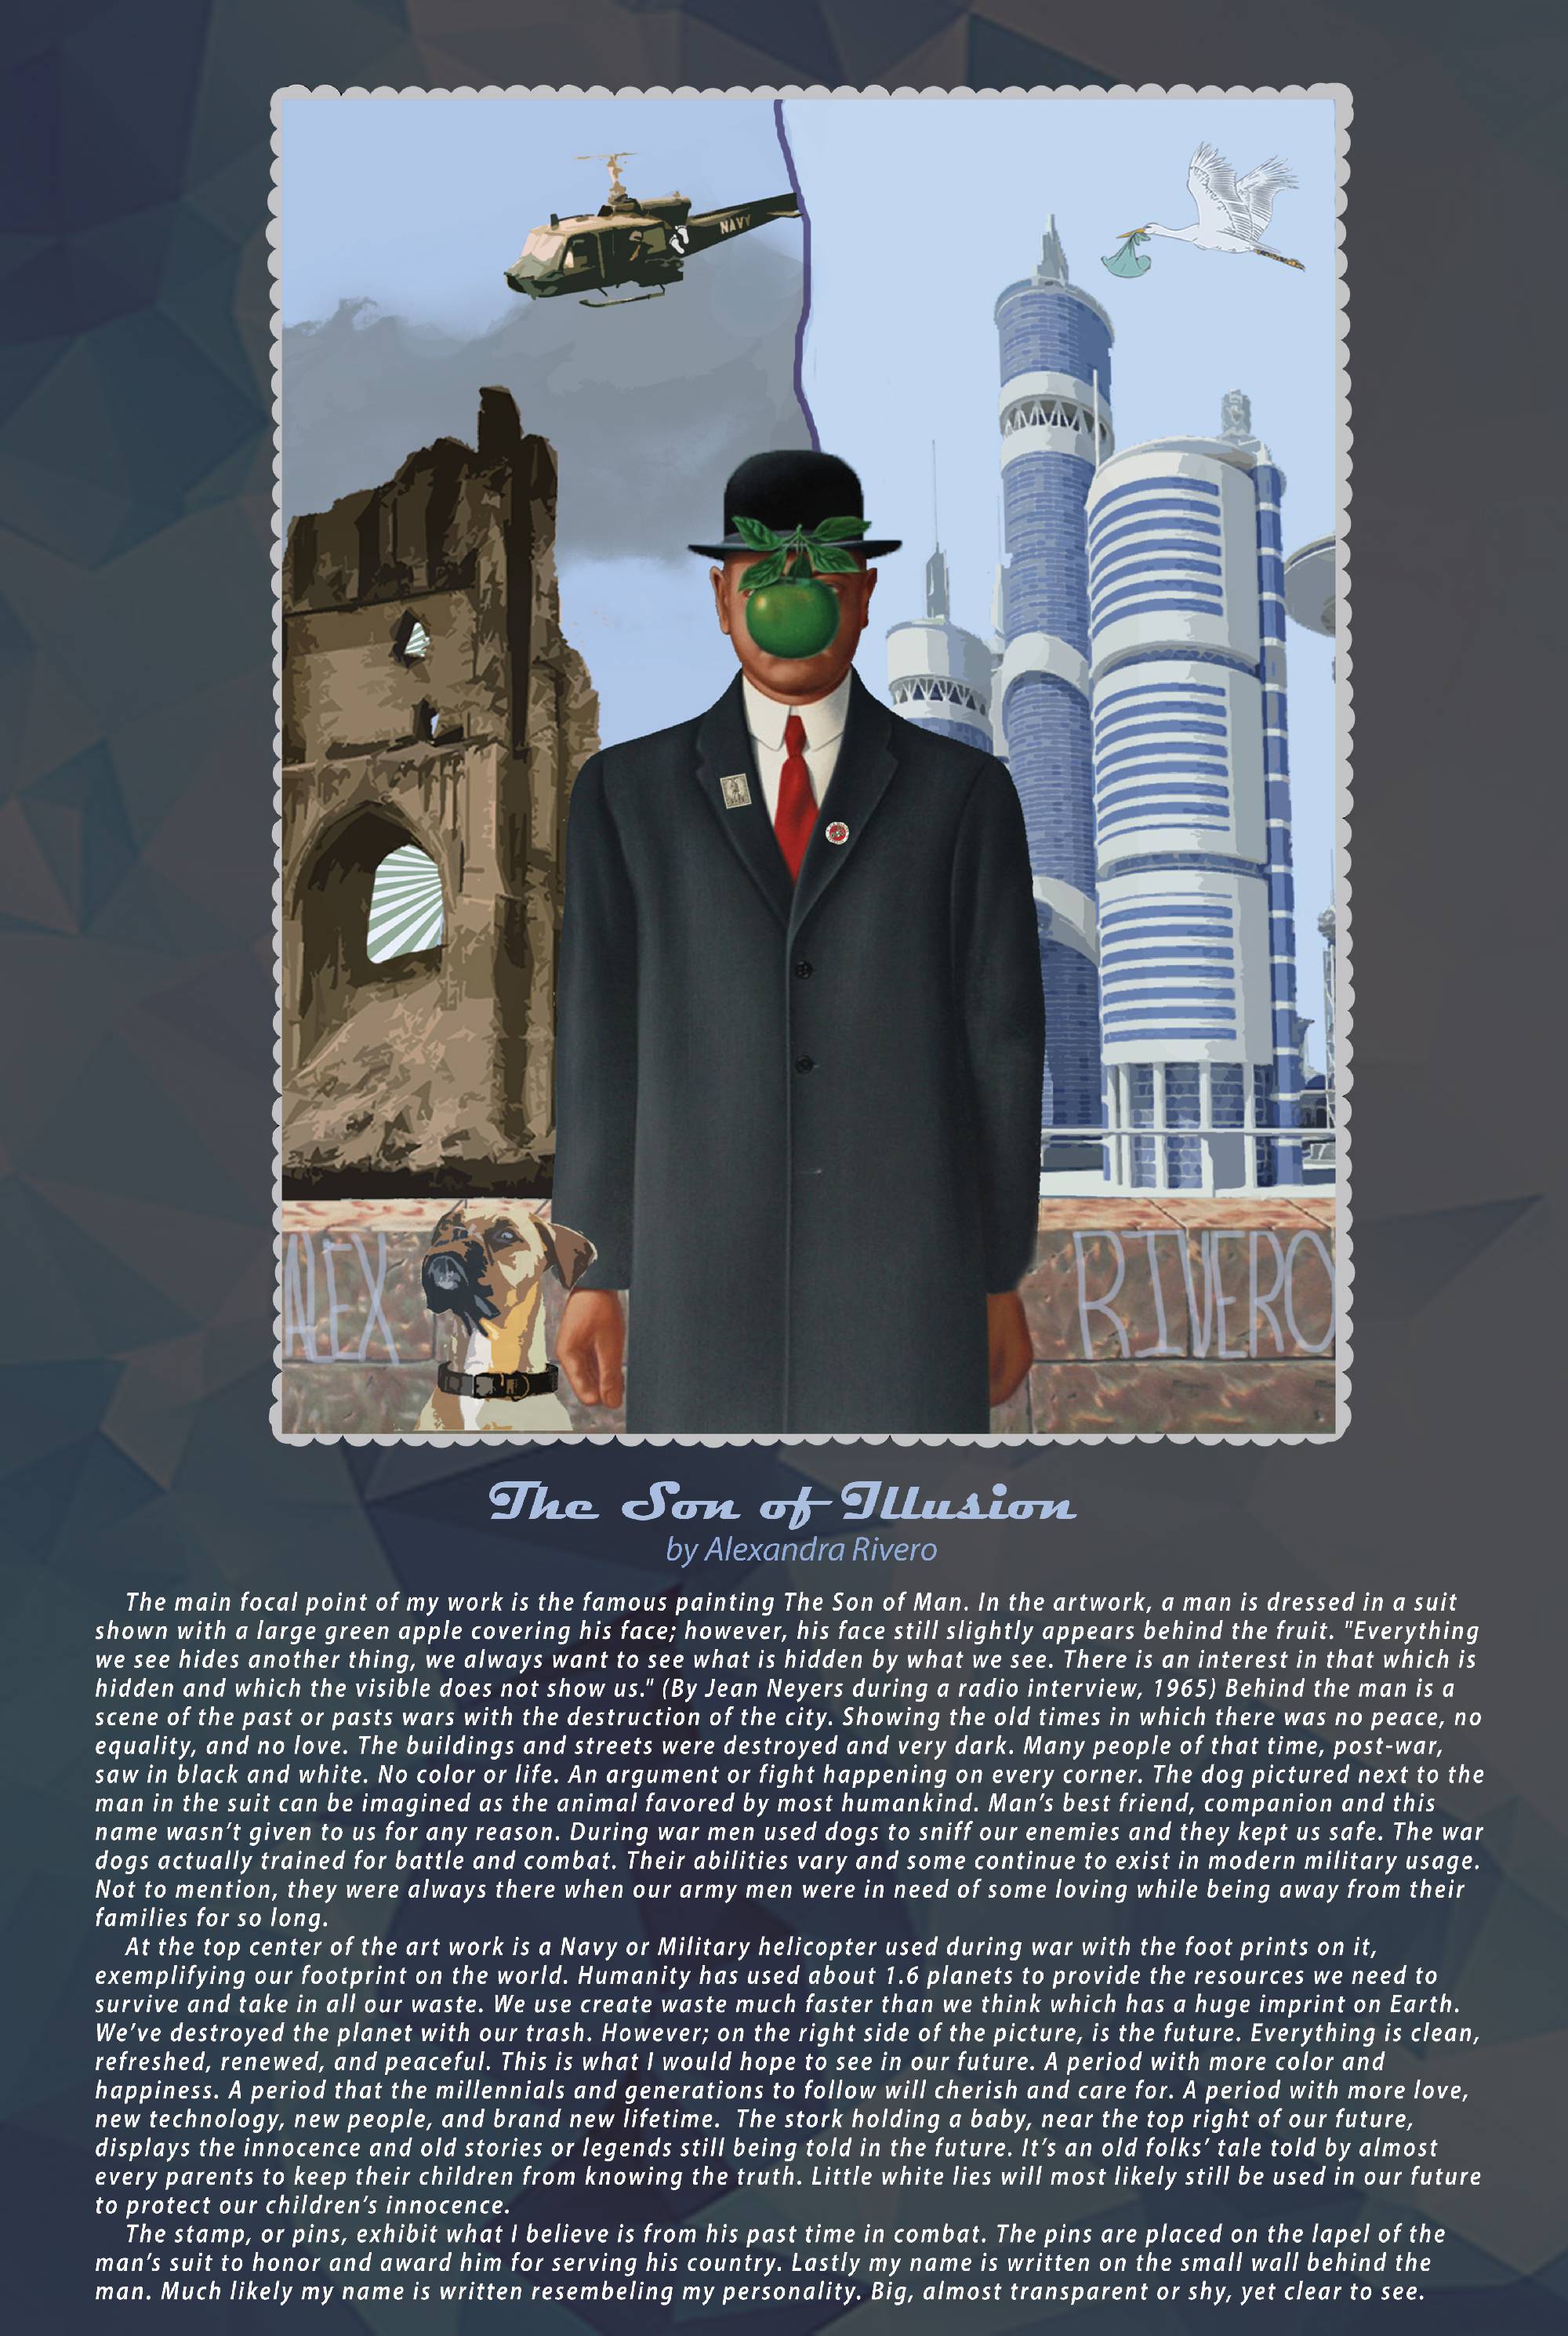 NAVY
ALEX
RIVERO
The Son of Illusion
by Alexandra Rivero
The main focal point of my work is the famous painting The Son of Man. In the artwork, a man is dressed in a suit
shown with a large green apple covering his face; however, his face still slightly appears behind the fruit. "Everything
we see hides another thing, we always want to see what is hidden by what we see. There is an interest in that which is
hidden and which the visible does not show us." (By Jean Neyers during a radio interview, 1965) Behind the man is a
scene of the past or pasts wars with the destruction of the city. Showing the old times in which there was no peace, no
equality, and no love. The buildings and streets were destroyed and very dark. Many people of that time, post-war,
saw in black and white. No color or life. An argument or fight happening on every corner. The dog pictured next to the
man in the suit can be imagined as the animal favored by most humankind. Man's best friend, companion and this
name wasn't given to us for any reason. During war men used dogs to sniff our enemies and they kept us safe. The war
dogs actually trained for battle and combat. Their abilities vary and some continue to exist in modern military usage.
Not to mention, they were always there when our army men were in need of some loving while being away from their
families for so long.
At the top center of the art work is a Navy or Military helicopter used during war with the foot prints on it,
exemplifying our footprint on the world. Humanity has used about 1.6 planets to provide the resources we need to
survive and take in all our waste. We use create waste much faster than we think which has a huge imprint on Earth.
We've destroyed the planet with our trash. However; on the right side of the picture, is the future. Everything is clean,
refreshed, renewed, and peaceful. This is what I would hope to see in our future. A period with more color and
happiness. A period that the millennials and generations to follow will cherish and care for. A period with more love,
new technology, new people, and brand new lifetime.  The stork holding a baby, near the top right of our future,
displays the innocence and old stories or legends still being told in the future. It's an old folks' tale told by almost
every parents to keep their children from knowing the truth. Little white lies will most likely still be used in our future
to protect our children's innocence.
The stamp, or pins, exhibit what I believe is from his past time in combat. The pins are placed on the lapel of the
man's suit to honor and award him for serving his country. Lastly my name is written on the small wall behind the
man. Much likely my name is written resembeling my personality. Big, almost transparent or shy, yet clear to see.